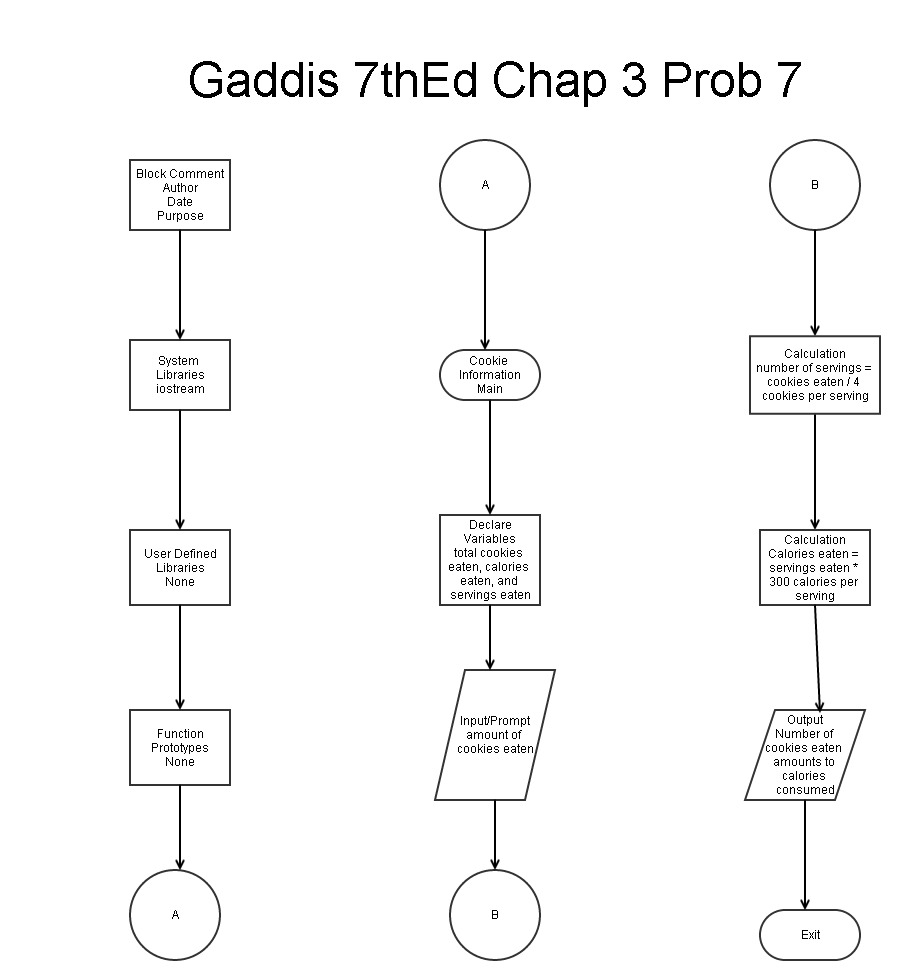 Gaddis 7thEd Chap 3 Prob 7
Block Comment
Author
Date
Purpose
System
Libraries
iostream
User Defined
Libraries
None
Function
Prototypes
None
A
A
Cookie
Information
Main
Declare
Variables
total cookies
eaten, calories
eaten, and
servings eaten
Input/Prompt
amount of
cookies eaten
B
B
Calculation
number of servings =
cookies eaten / 4
cookies per serving
Calculation
Calories eaten =
servings eaten *
300 calories per
serving
Output
Number of
cookies eaten
amounts to
calories
consumed
Exit